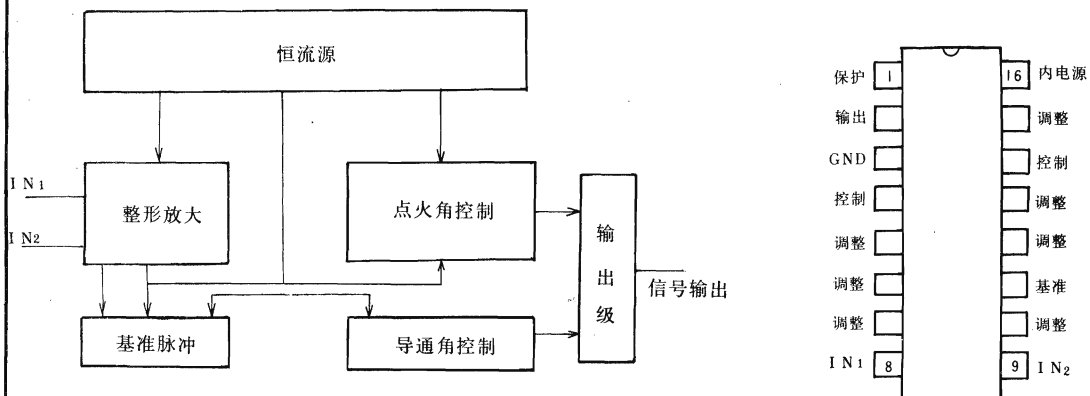 恒流源
IN1
IN2
整形放大
点火角控制
输出级
信号输出
基准脉冲
导通角控制
保护 1
16 内电源
输出
调整
GND
控制
控制
调整
调整
调整
调整
基准
调整
调整
IN1 8
9 IN2